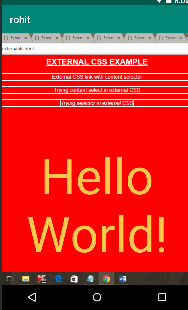 rohit
EXTERNAL CSS EXAMPLE
External CSS link with content selector
Trying content select in external CSS
Trying selector in external CSS
Hello
World!